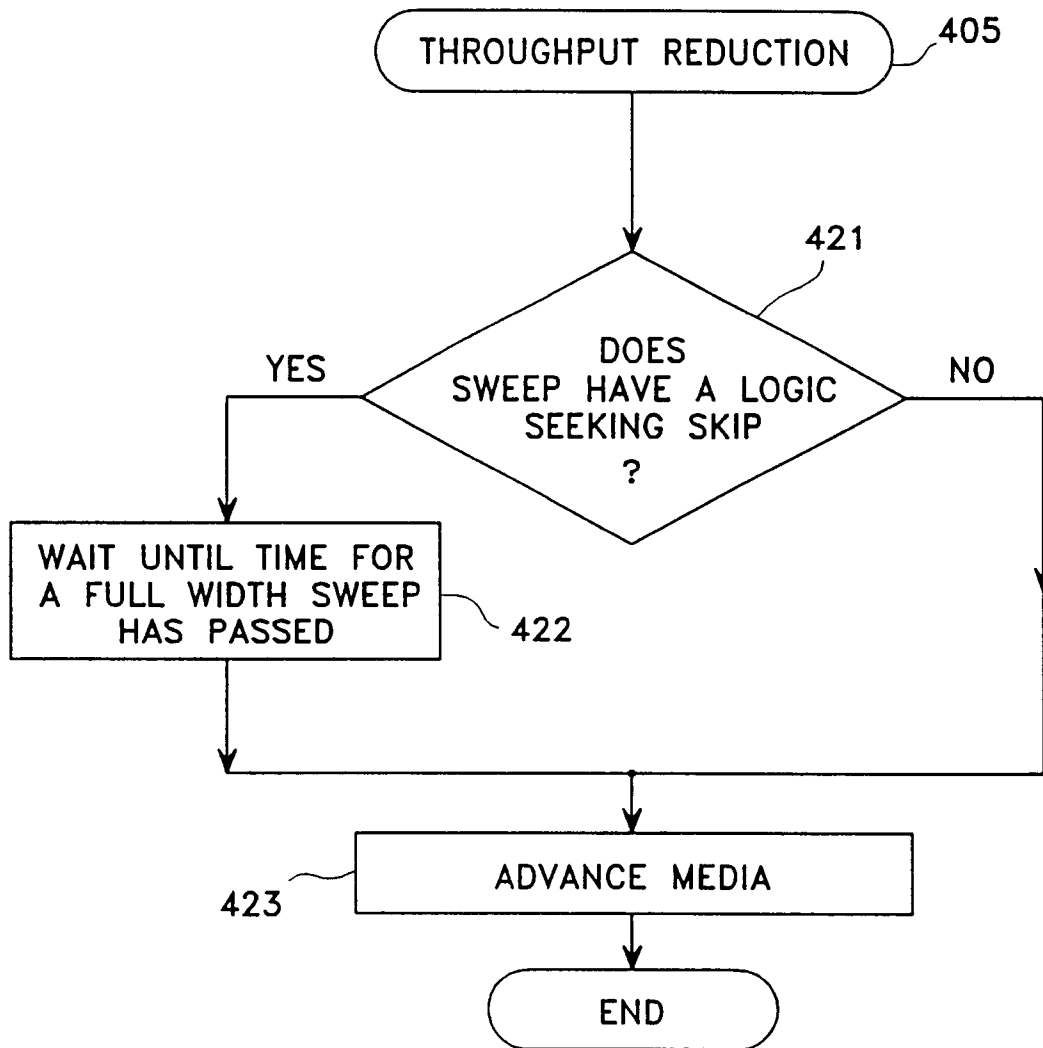 THROUGHPUT REDUCTION
405
421
DOES
SWEEP HAVE A LOGIC
SEEKING SKIP
?
YES
NO
WAIT UNTIL TIME FOR
A FULL WIDTH SWEEP
HAS PASSED
422
ADVANCE MEDIA
423
END